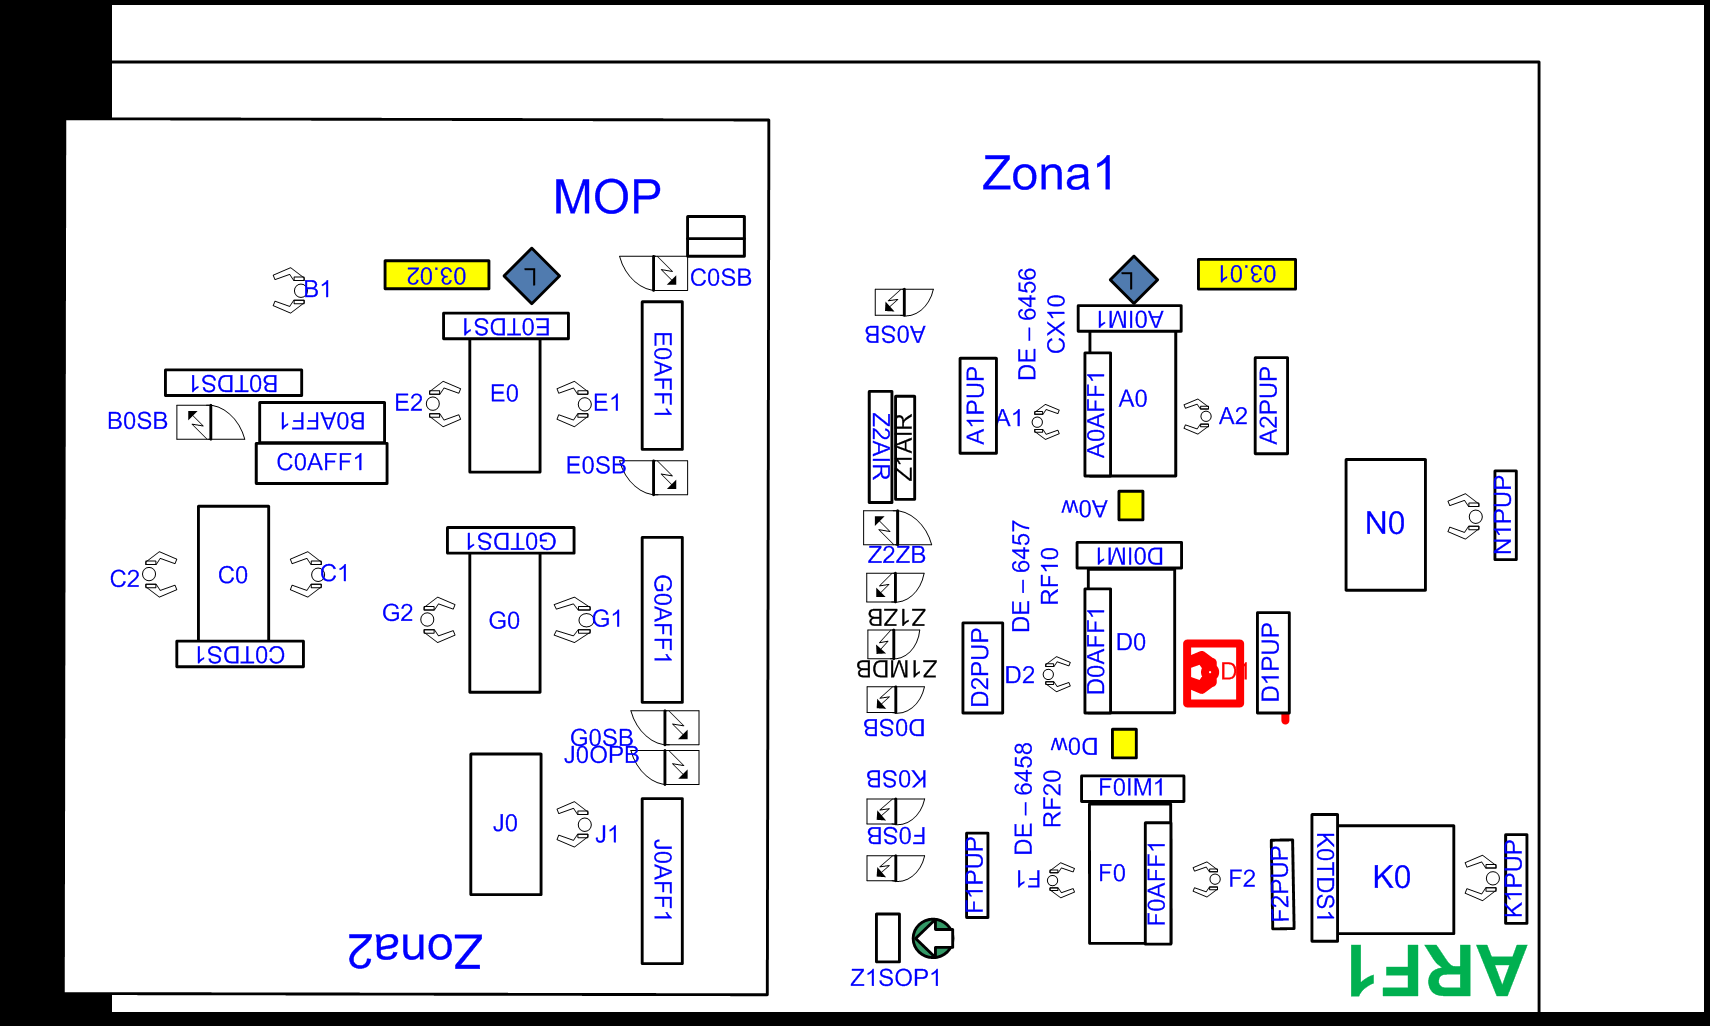 Zona1
MOP
C0SB
B1
03.02
L
L
03.01
DE – 6456
CX10
A0SB
A0IM1
E0TDS1
E0AFF1
B0TDS1
B0SB
B0AFF1
C0AFF1
E2
E0
E1
E0SB
Z2AIR
Z1AIR
A1PUP
A1
A0AFF1
A0
A2
A2PUP
A0w
N0
N1PUP
G0TDS1
Z2ZB
DE – 6457
RF10
D0IM1
C2
C0
C1
C0TDS1
G2
G0
G1
G0AFF1
Z1ZB
Z1MDB
D0SB
D2PUP
D2
D0AFF1
D0
D1
D1PUP
D0w
G0SB
J0OPB
K0SB
DE – 6458
RF20
F0IM1
J0
J1
J0AFF1
F0SB
F1PUP
F1
F0
F0AFF1
F2
F2PUP
K0TDS1
K0
K1PUP
Zona2
Z1SOP1
ARF1